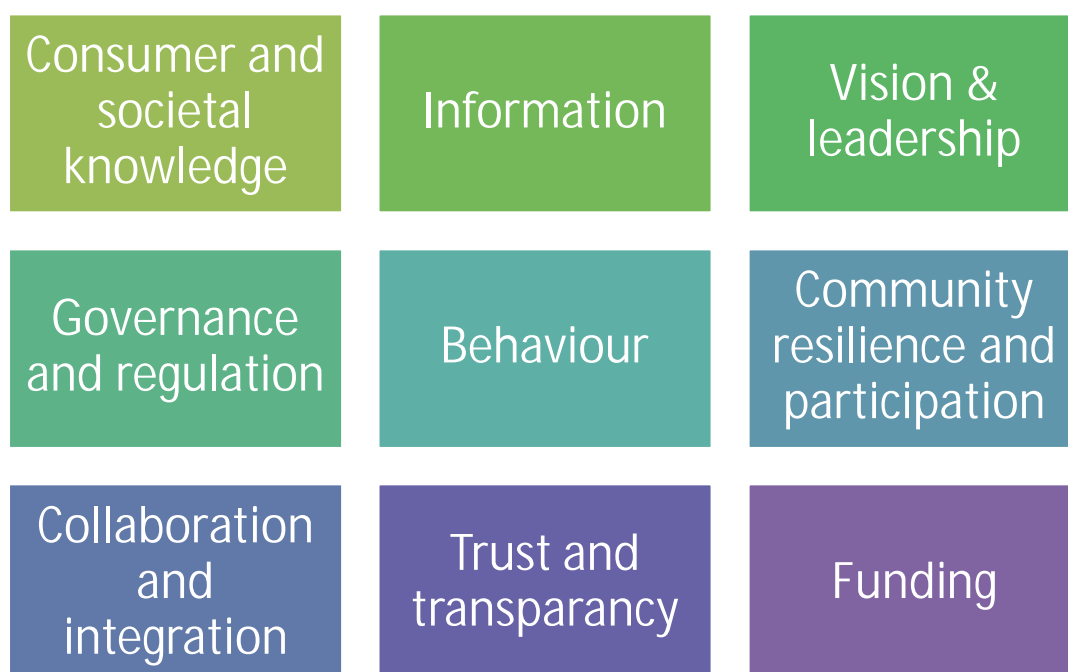 Consumer and
societal
knowledge
Information
Vision &
leadership
Governance
and regulation
Behaviour
Community
resilience and
participation
Collaboration
and
integration
Trust and
transparancy
Funding